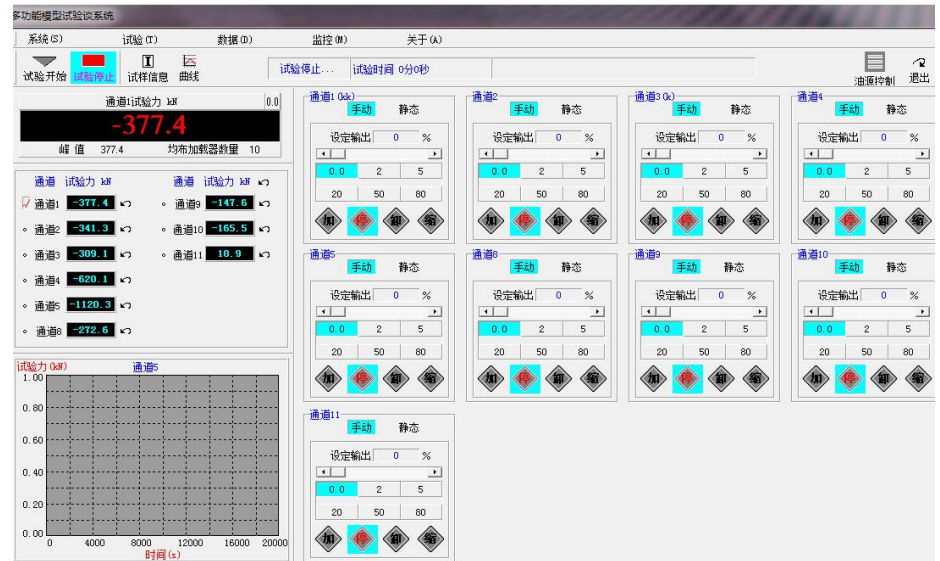 多功能模型试验谈系统
系统(S) 试验(T) 数据(D) 监控(M) 关于(A)
试验开始 试验停止 试样信息 曲线 试验停止... 试验时间 0分0秒 油源控制 退出
通道1试验力 kN 0.0
-377.4
峰 值 377.4 均布加载器数量 10
通道 试验力 kN 通道 试验力 kN
通道1 -377.4 通道9 -147.6
通道2 -341.3 通道10 -165.5
通道3 -309.1 通道11 10.9
通道4 -620.1
通道5 -1120.3
通道8 -272.6
试验力(kN) 通道5
1.00
0.80
0.60
0.40
0.20
0.00
0 4000 8000 12000 16000 20000
时间(s)
通道1(kk)
手动 静态
设定输出 0 %
0.0 2 5
20 50 80
加 停 卸 缩
通道2
手动 静态
设定输出 0 %
0.0 2 5
20 50 80
加 停 卸 缩
通道3(k)
手动 静态
设定输出 0 %
0.0 2 5
20 50 80
加 停 卸 缩
通道4
手动 静态
设定输出 0 %
0.0 2 5
20 50 80
加 停 卸 缩
通道5
手动 静态
设定输出 0 %
0.0 2 5
20 50 80
加 停 卸 缩
通道8
手动 静态
设定输出 0 %
0.0 2 5
20 50 80
加 停 卸 缩
通道9
手动 静态
设定输出 0 %
0.0 2 5
20 50 80
加 停 卸 缩
通道10
手动 静态
设定输出 0 %
0.0 2 5
20 50 80
加 停 卸 缩
通道11
手动 静态
设定输出 0 %
0.0 2 5
20 50 80
加 停 卸 缩